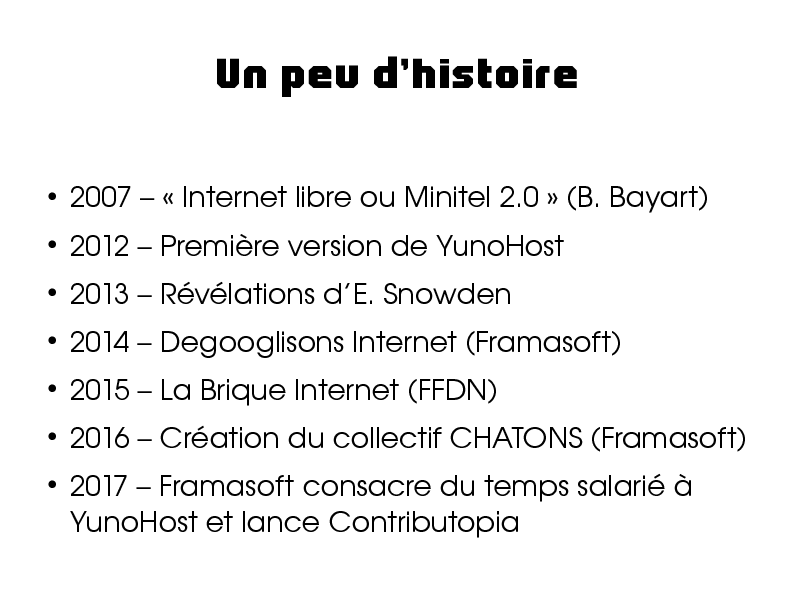 Un peu d’histoire
• 2007 – « Internet libre ou Minitel 2.0 » (B. Bayart)
• 2012 – Première version de YunoHost
• 2013 – Révélations d’E. Snowden
• 2014 – Degooglisons Internet (Framasoft)
• 2015 – La Brique Internet (FFDN)
• 2016 – Création du collectif CHATONS (Framasoft)
• 2017 – Framasoft consacre du temps salarié à
YunoHost et lance Contributopia